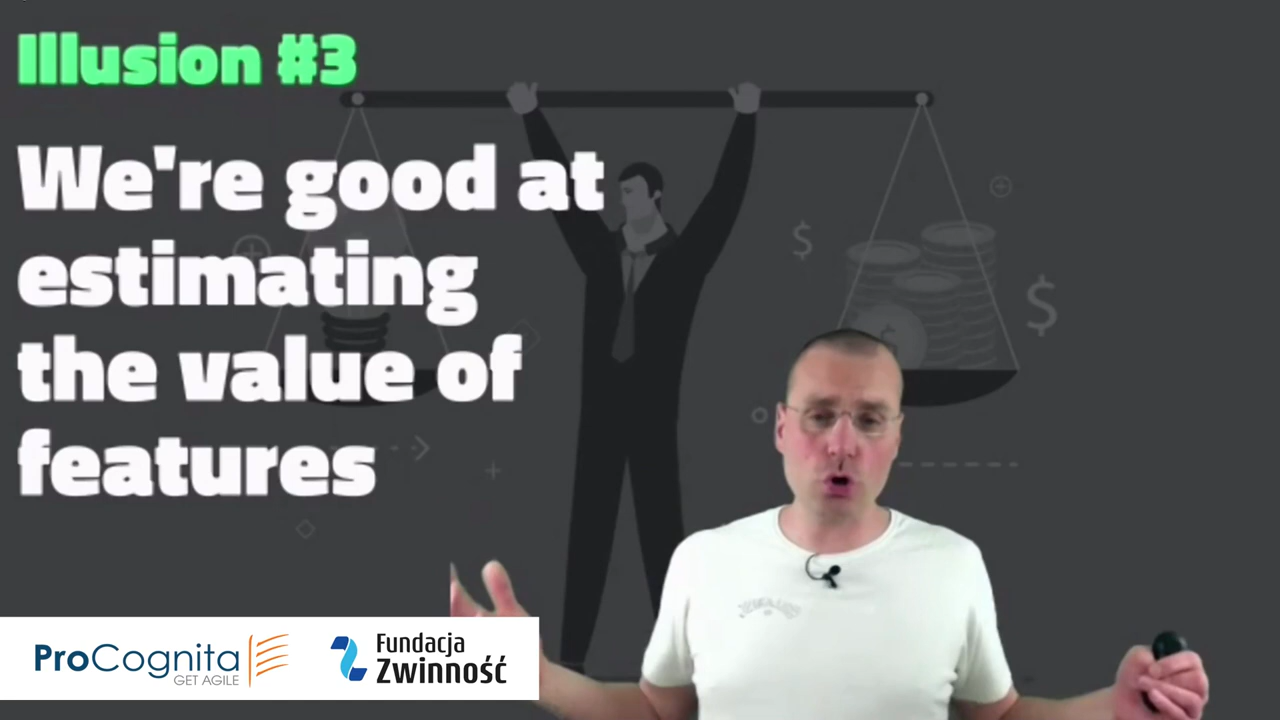 Illusion #3
We're good at
estimating
the value of
features
$
$
$
ProCognita
GET AGILE
Fundacja
Zwinność